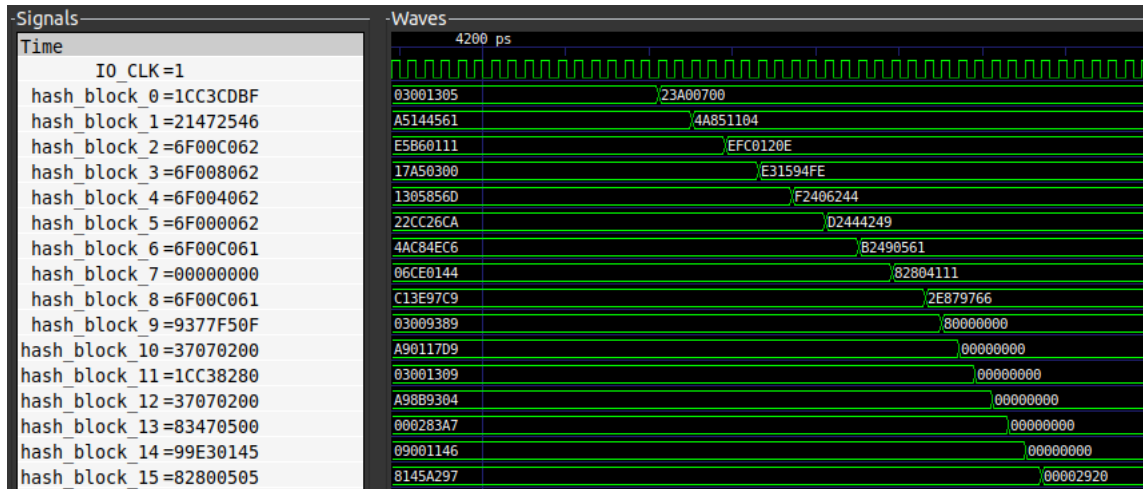 Signals Waves
Time 4200 ps
IO_CLK =1
hash_block_0 =1CC3CDBF 03001305 23A00700
hash_block_1 =21472546 A5144561 4A851104
hash_block_2 =6F00C062 E5B60111 EFC0120E
hash_block_3 =6F008062 17A50300 E31594FE
hash_block_4 =6F004062 1305856D F2406244
hash_block_5 =6F000062 22CC26CA D2444249
hash_block_6 =6F00C061 4AC84EC6 B2490561
hash_block_7 =00000000 06CE0144 82804111
hash_block_8 =6F00C061 C13E97C9 2E879766
hash_block_9 =9377F50F 03009389 80000000
hash_block_10 =37070200 A90117D9 00000000
hash_block_11 =1CC38280 03001309 00000000
hash_block_12 =37070200 A98B9304 00000000
hash_block_13 =83470500 000283A7 00000000
hash_block_14 =99E30145 09001146 00000000
hash_block_15 =82800505 8145A297 00002920